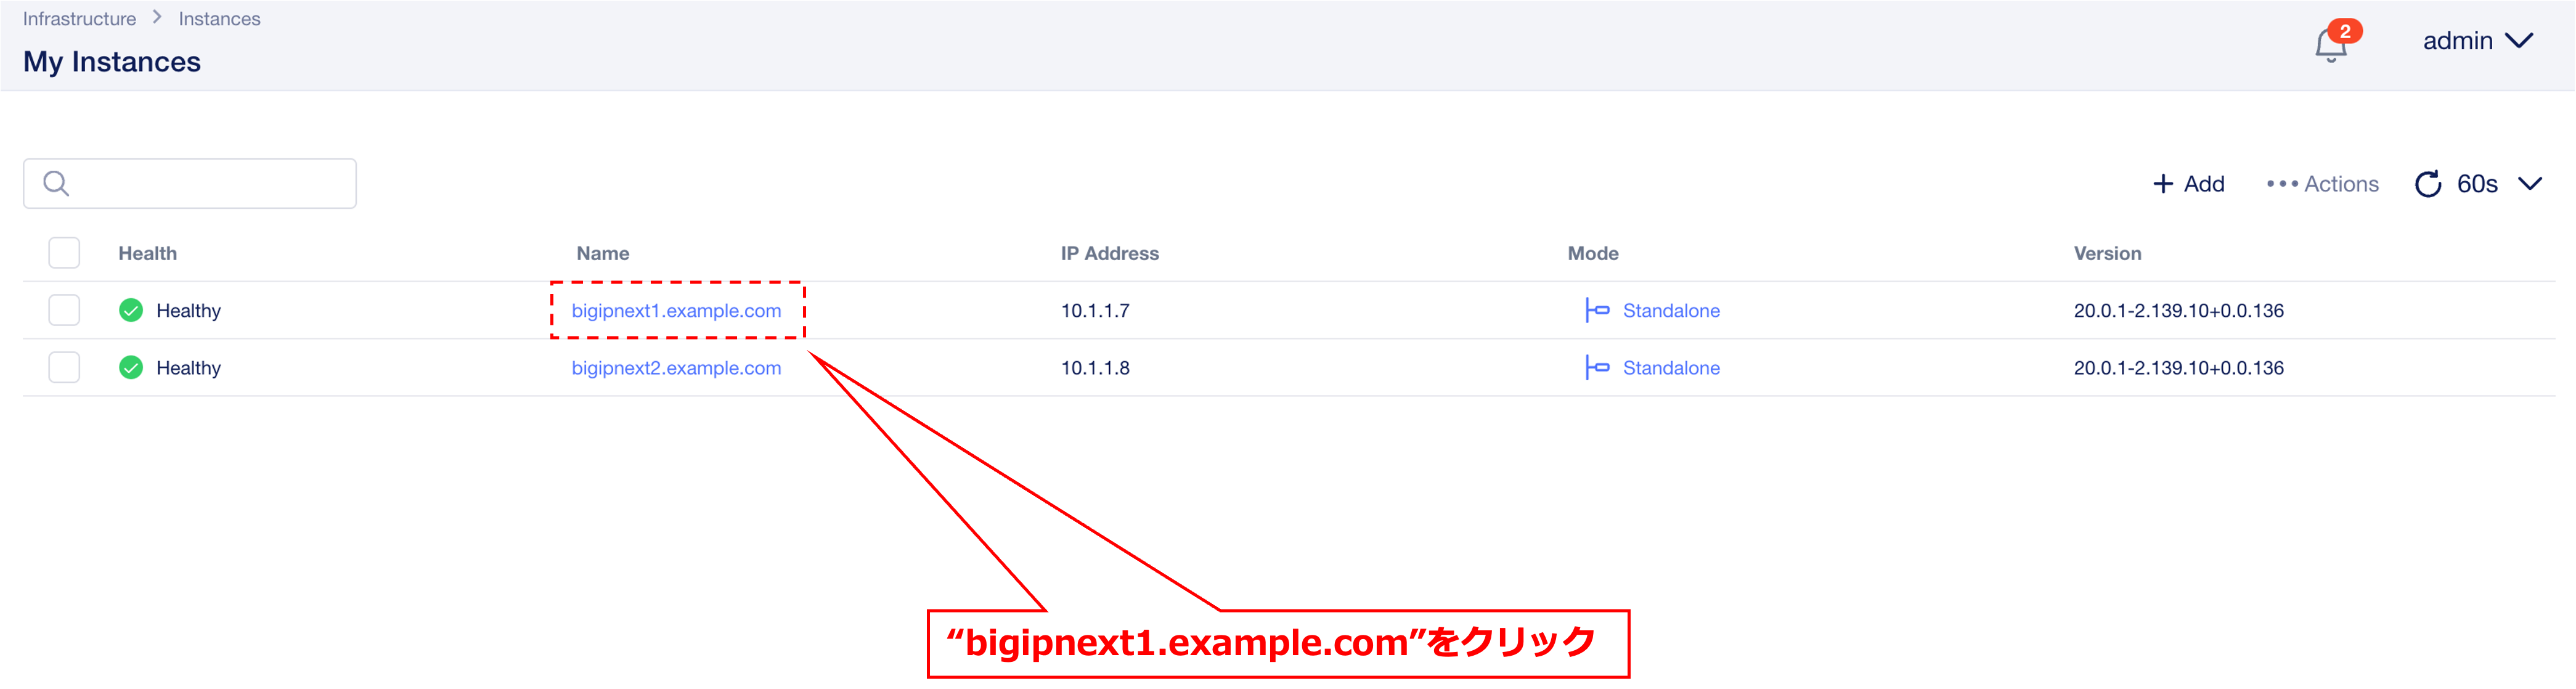 Infrastructure > Instances
My Instances
2
admin
+ Add
••• Actions
60s
Health Name IP Address Mode Version
Healthy bigipnext1.example.com 10.1.1.7 Standalone 20.0.1-2.139.10+0.0.136
Healthy bigipnext2.example.com 10.1.1.8 Standalone 20.0.1-2.139.10+0.0.136
“bigipnext1.example.com”をクリック